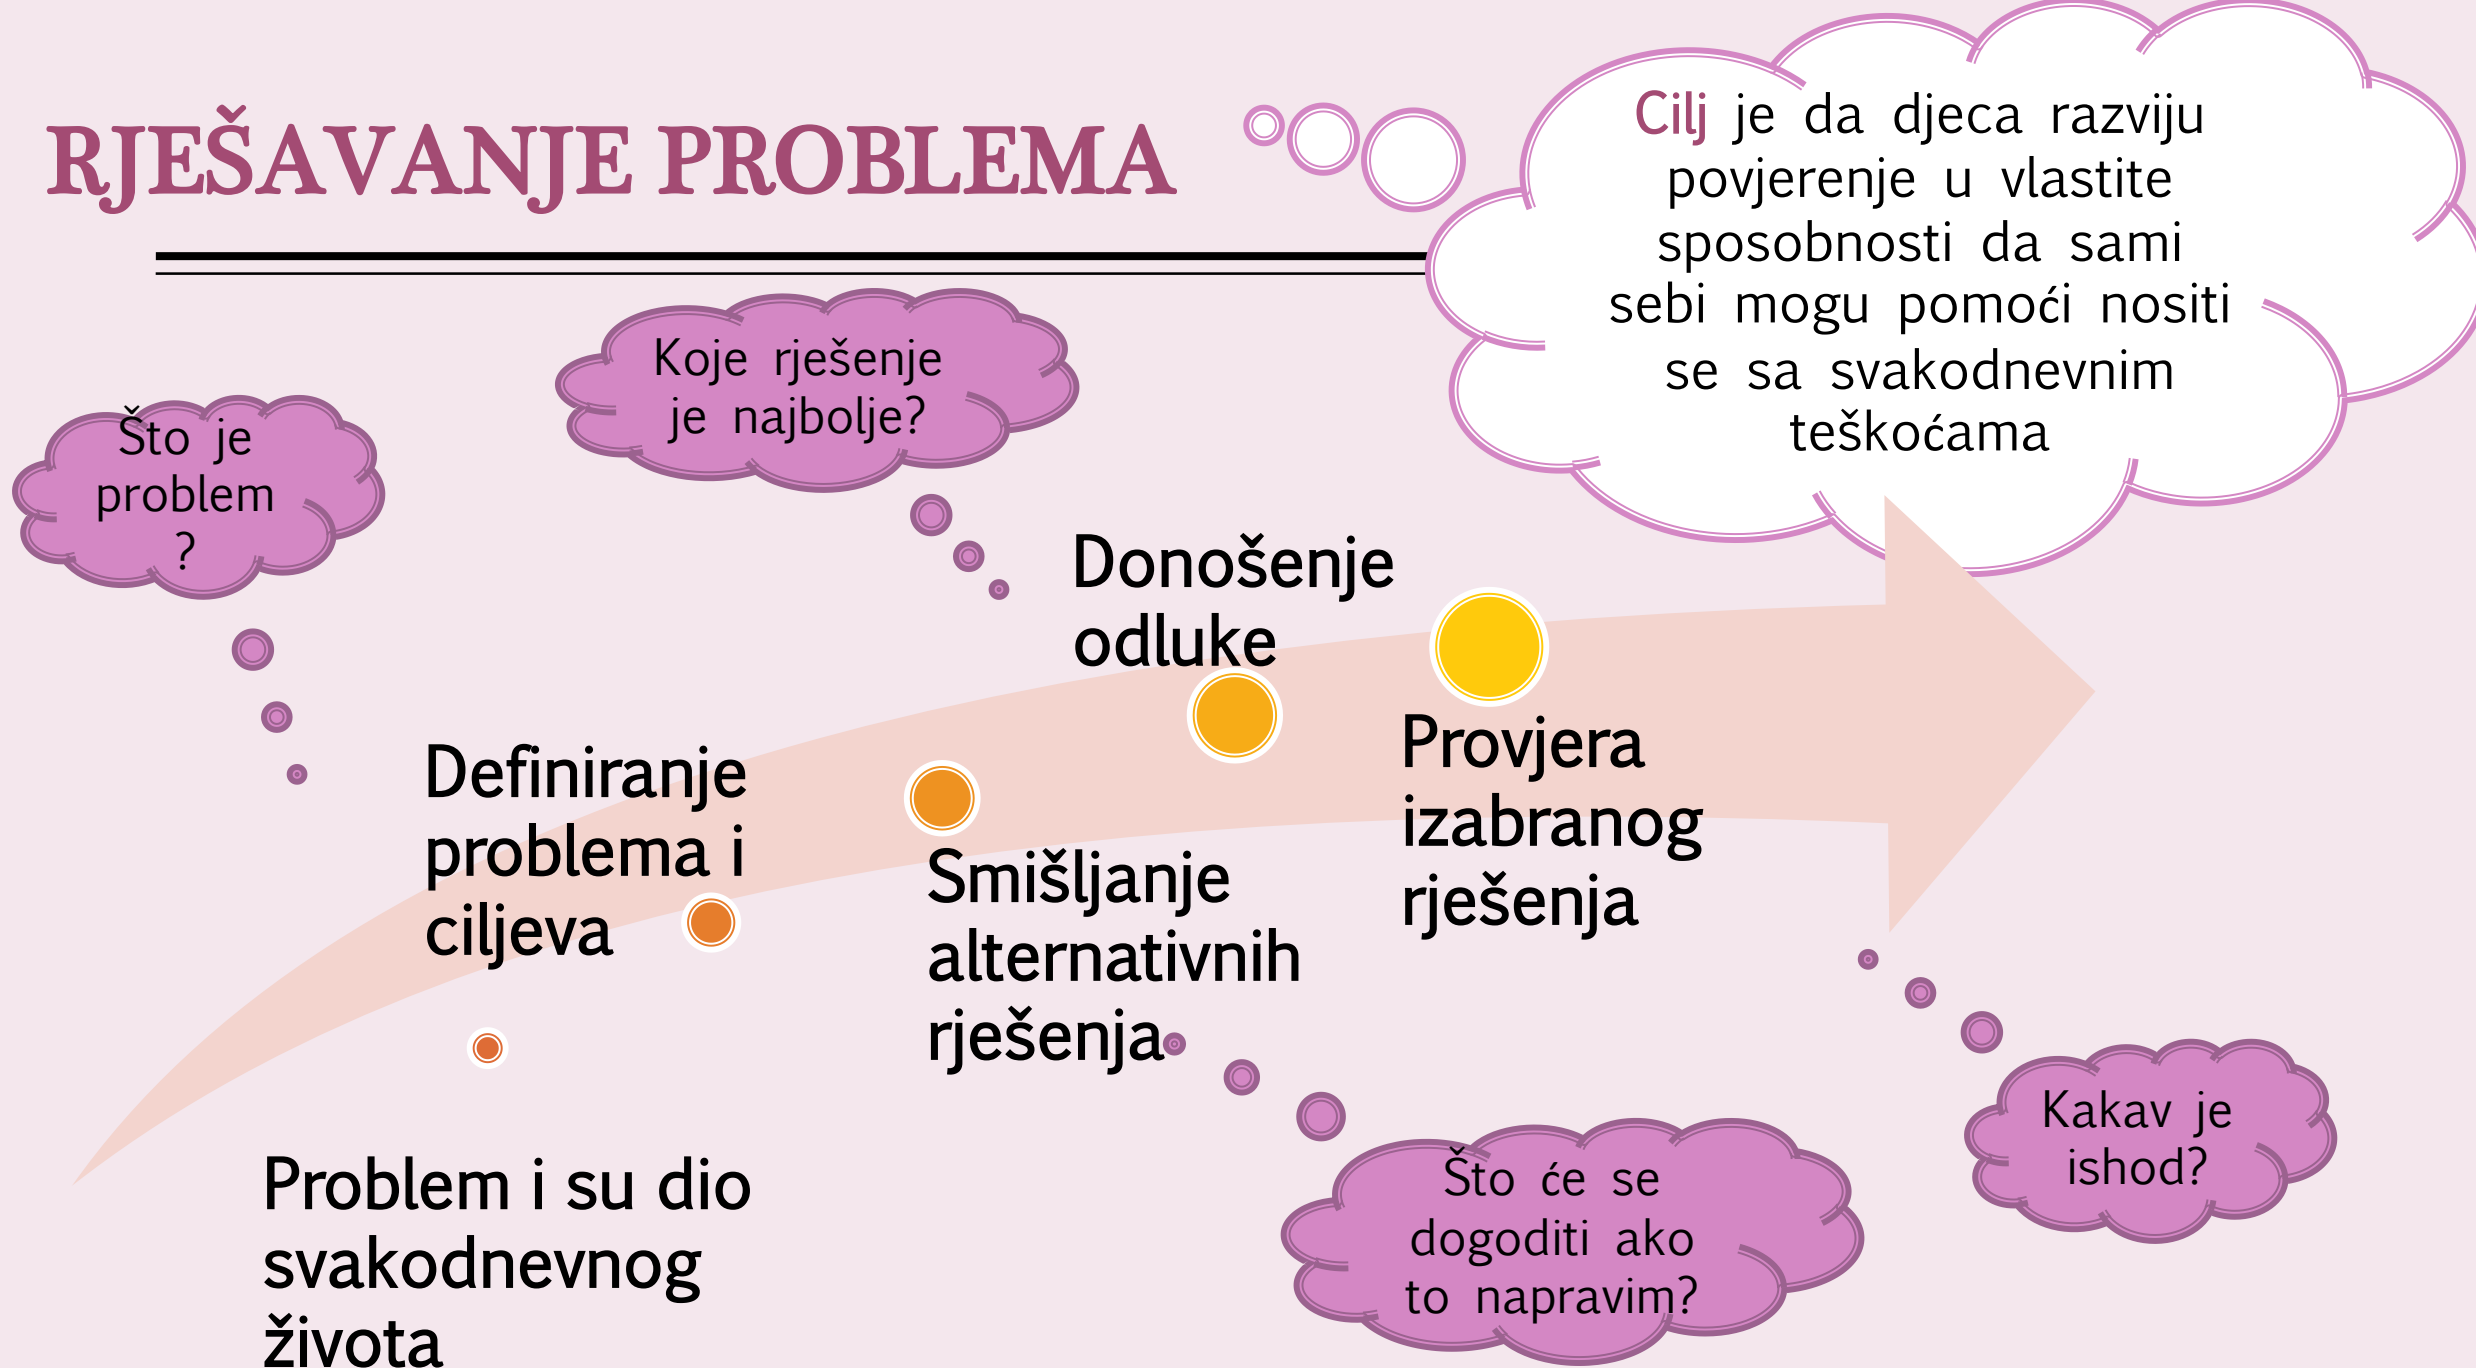 RJEŠAVANJE PROBLEMA
Cilj je da djeca razviju
povjerenje u vlastite
sposobnosti da sami
sebi mogu pomoći nositi
se sa svakodnevnim
teškoćama
Koje rješenje
je najbolje?
Što je
problem
?
Donošenje
odluke
Definiranje
problema i
ciljeva
Provjera
izabranog
rješenja
Smišljanje
alternativnih
rješenja
Problem i su dio
svakodnevnog
života
Što će se
dogoditi ako
to napravim?
Kakav je
ishod?